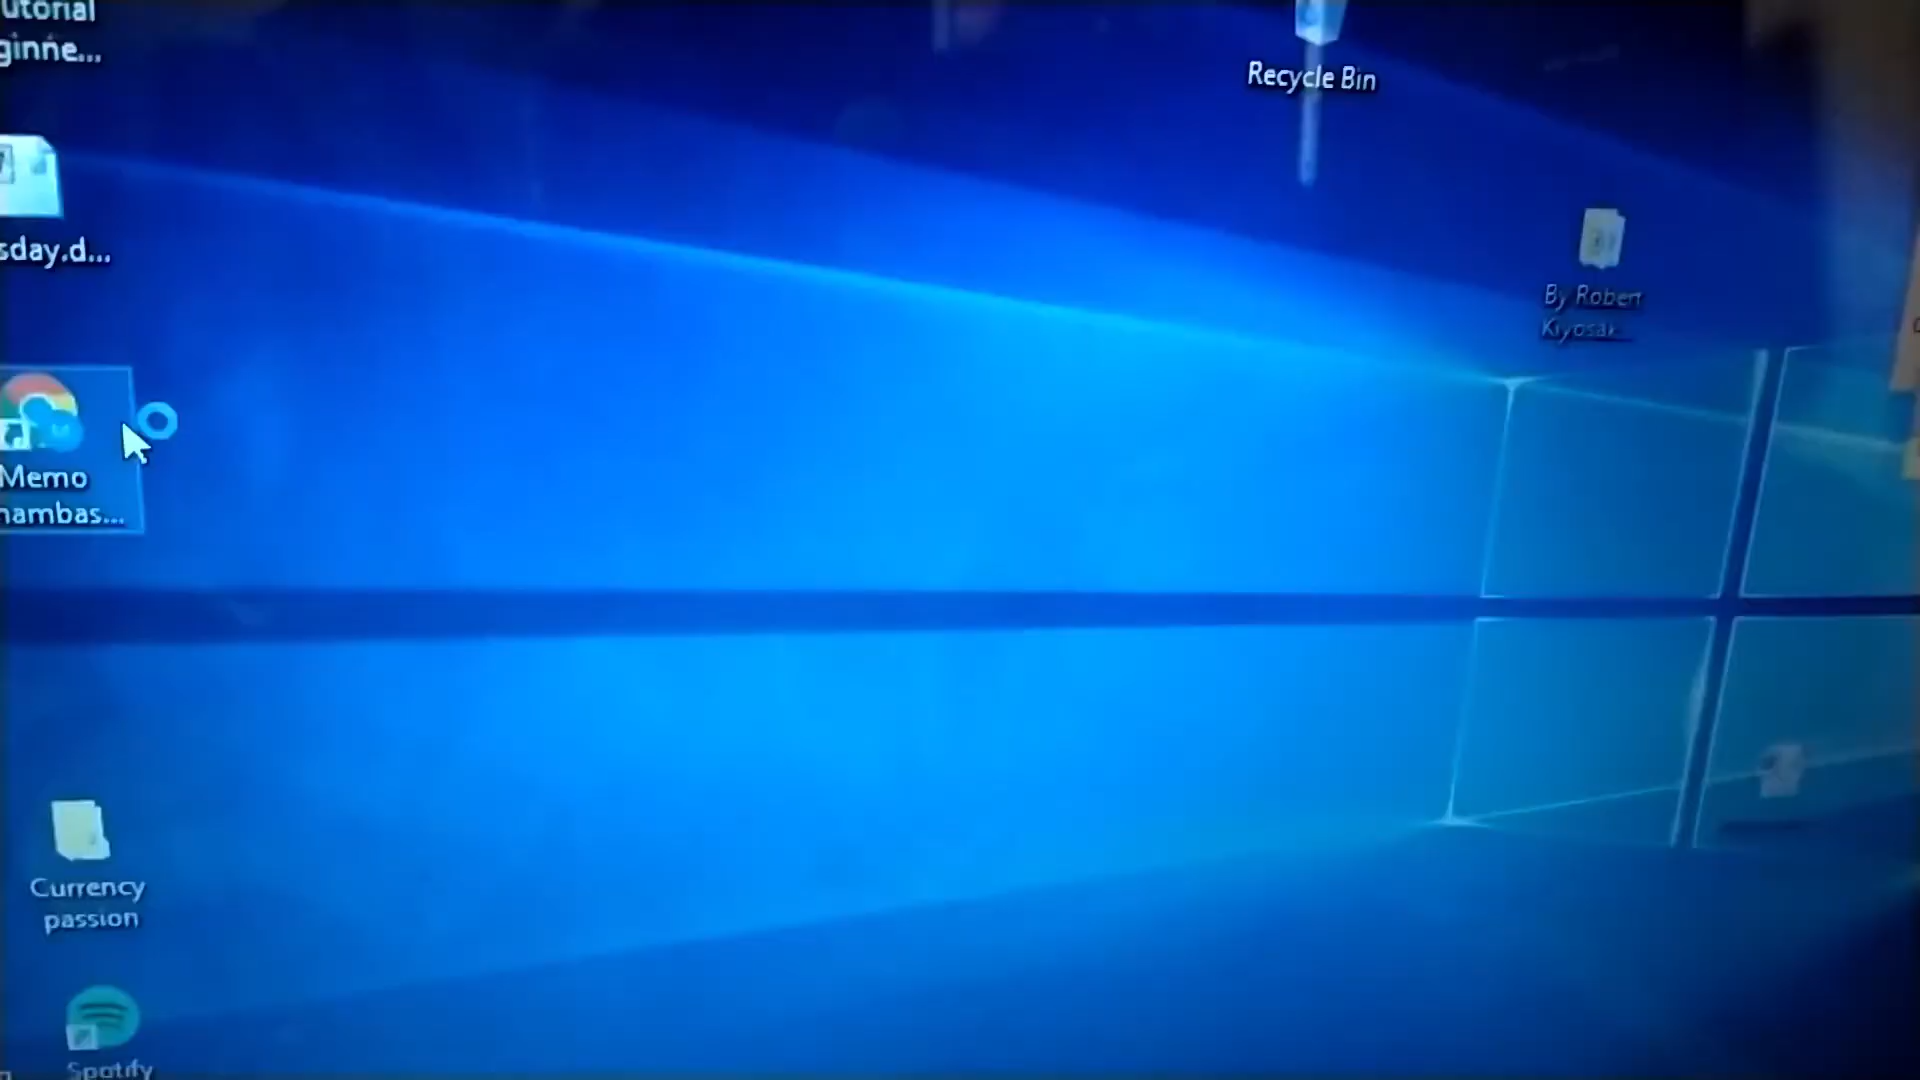 utorial
ginne...
Recycle Bin
sday.d...
By Robert
Kiyosak...
Memo
hambas...
Currency
passion
Spotify